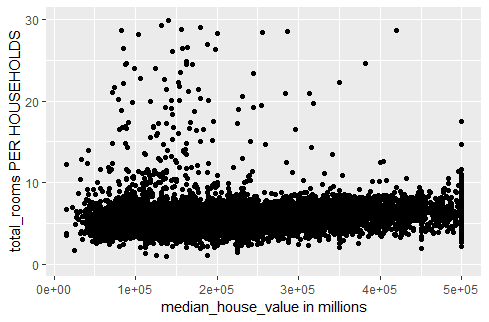 30
20
10
0
total_rooms PER HOUSEHOLDS
0e+00 1e+05 2e+05 3e+05 4e+05 5e+05
median_house_value in millions